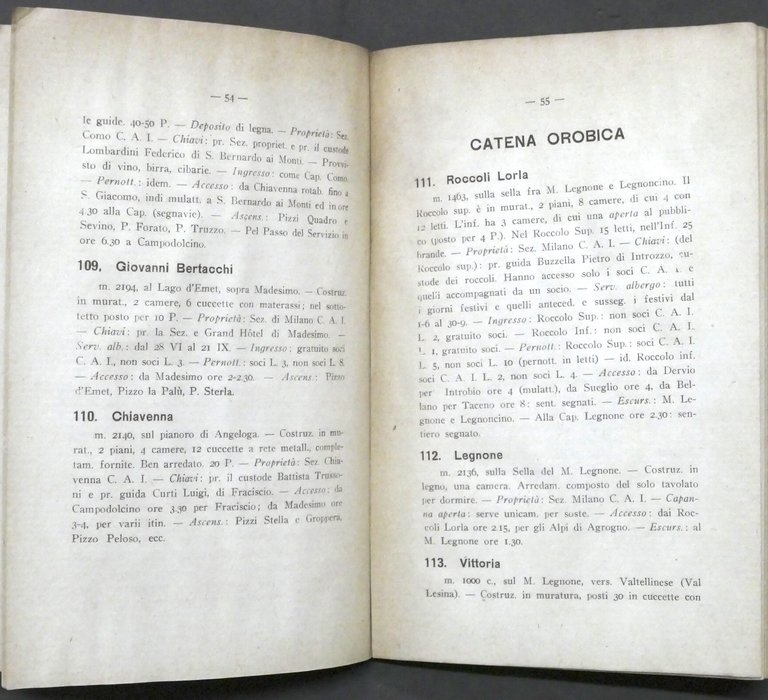 — 54 —
le guide. 40-50 P. — Deposito di legna. — Proprietà: Sez.
Como C. A. I. — Chiavi: pr. Sez. propriet. e pr. il custode
Lombardini Federico di S. Bernardo ai Monti. — Provvi-
sto di vino, birra, cibarie. — Ingresso: come Cap. Como.
— Pernott.: idem. — Accesso: da Chiavenna rotab. fino a
S. Giacomo, indi mulatt. a S. Bernardo ai Monti ed in ore
4.30 alla Cap. (segnavie). — Ascens.: Pizzi Quadro e
Sevino, P. Forato, P. Truzzo. — Pel Passo del Servizio in
ore 6.30 a Campodolcino.
109. Giovanni Bertacchi
m. 2194, al Lago d'Emet, sopra Madesimo. — Costruz.
in murat., 2 camere, 6 cuccette con materassi; nel sotto-
tetto posto per 10 P. — Proprietà: Sez. di Milano C. A. I.
— Chiavi: pr. la Sez. e Grand Hôtel di Madesimo. —
Serv. alb.: dal 28 VI al 21 IX. — Ingresso: gratuito soci
C. A. I., non soci L. 3. — Pernott.: soci L. 3, non soci L. 8.
— Accesso: da Madesimo ore 2-2.30. — Ascens.: Pizzo
d'Emet, Pizzo la Palù, P. Sterla.
110. Chiavenna
m. 2140, sul pianoro di Angeloga. — Costruz. in mu-
rat., 2 piani, 4 camere, 12 cuccette a rete metall., comple-
tam. fornite. Ben arredato. 20 P. — Proprietà: Sez. Chia-
venna C. A. I. — Chiavi: pr. il custode Battista Trusso-
ni e pr. guida Curti Luigi, di Fraciscio. — Accesso: da
Campodolcino ore 3.30 per Fraciscio; da Madesimo ore
3-4, per varii itin. — Ascens.: Pizzi Stella e Groppera,
Pizzo Peloso, ecc.
— 55 —
CATENA OROBICA
111. Roccoli Lorla
m. 1463, sulla sella fra M. Legnone e Legnoncino. Il
Roccolo sup. è in murat., 2 piani, 8 camere, di cui 4 con
12 letti. L'inf. ha 3 camere, di cui una aperta al pubbli-
co (posto per 4 P.). Nel Roccolo Sup. 15 letti, nell'Inf. 25
brande. — Proprietà: Sez. Milano C. A. I. — Chiavi: (del
Roccolo sup.): pr. guida Buzzella Pietro di Introzzo, cu-
stode dei roccoli. Hanno accesso solo i soci C. A. I. e
quelli accompagnati da un socio. — Serv. albergo: tutti
i giorni festivi e quelli anteced. e susseg. i festivi dal
1-6 al 30-9. — Ingresso: Roccolo Sup.: non soci C. A. I.
L. 2, gratuito soci. — Roccolo Inf.: non soci C. A. I.
L. 1, gratuito soci. — Pernott.: Roccolo Sup.: soci C. A. I.
L. 5, non soci L. 10 (pernott. in letti) — id. Roccolo inf.
soci C. A. I. L. 2, non soci L. 4. — Accesso: da Dervio
per Introbio ore 4 (mulatt.), da Sueglio ore 4, da Bel-
lano per Taceno ore 8: sent. segnati. — Escurs.: M. Le-
gnone e Legnoncino. — Alla Cap. Legnone ore 2.30: sen-
tiero segnato.
112. Legnone
m. 2136, sulla Sella del M. Legnone. — Costruz. in
legno, una camera. Arredam. composto del solo tavolato
per dormire. — Proprietà: Sez. Milano C. A. I. — Capan-
na aperta: serve unicam. per soste. — Accesso: dai Roc-
coli Lorla ore 2.15, per gli Alpi di Agrogno. — Escurs.: al
M. Legnone ore 1.30.
113. Vittoria
m. 1000 c., sul M. Legnone, vers. Valtellinese (Val
Lesina). — Costruz. in muratura, posti 30 in cuccette con